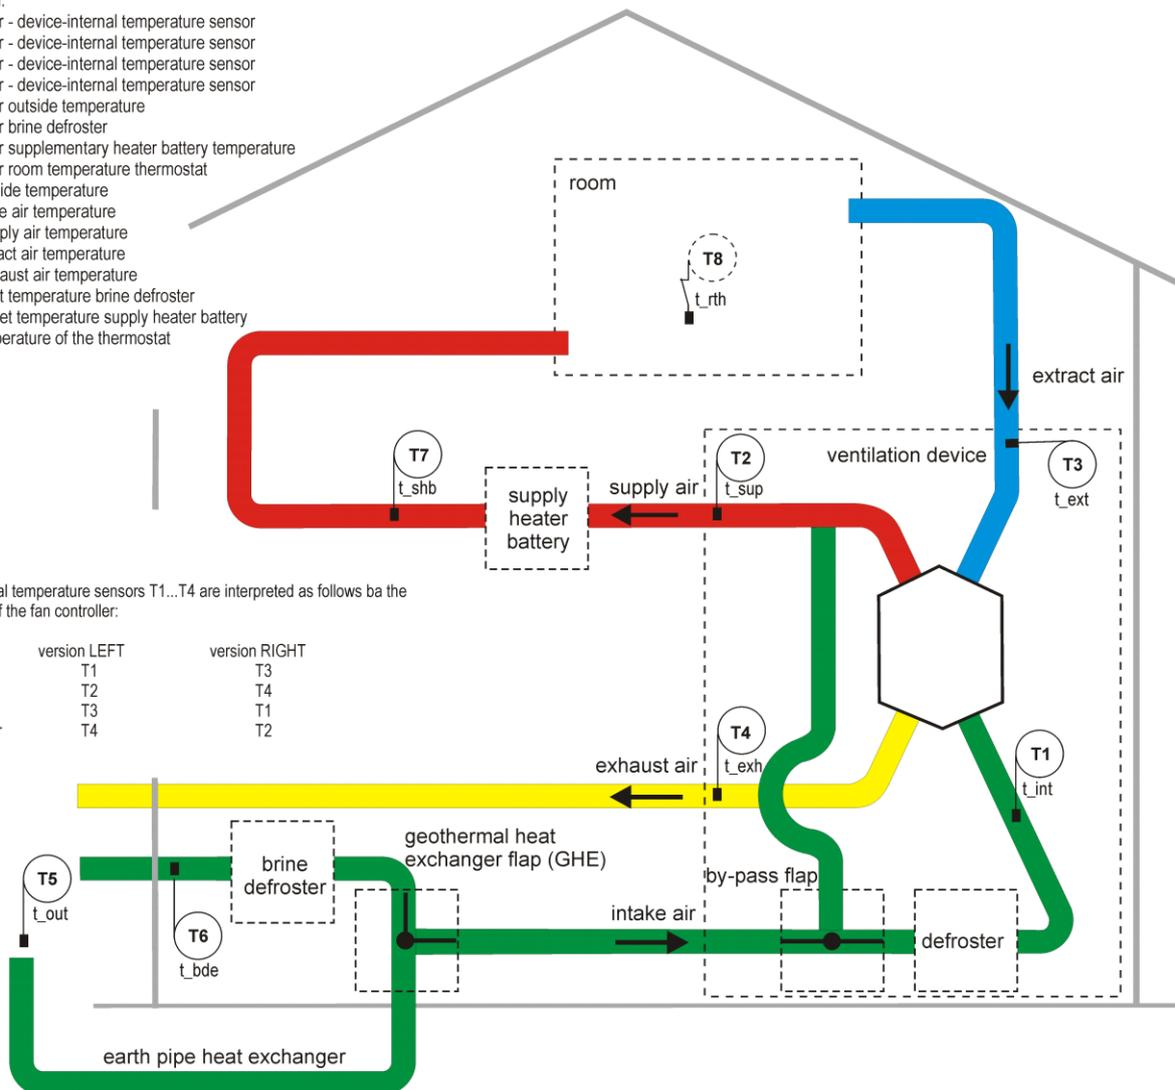 r - device-internal temperature sensor
r - device-internal temperature sensor
r - device-internal temperature sensor
r - device-internal temperature sensor
r outside temperature
r brine defroster
r supplementary heater battery temperature
r room temperature thermostat
ide temperature
e air temperature
ply air temperature
act air temperature
aust air temperature
t temperature brine defroster
et temperature supply heater battery
perature of the thermostat
room
T8
t_rth
extract air
T7
t_shb
supply
heater
battery
supply air
T2
t_sup
ventilation device
T3
t_ext
al temperature sensors T1...T4 are interpreted as follows ba the
f the fan controller:
version LEFT version RIGHT
T1 T3
T2 T4
T3 T1
T4 T2
T4
t_exh
exhaust air
T1
t_int
geothermal heat
exchanger flap (GHE)
brine
defroster
by-pass flap
T5
t_out
T6
t_bde
intake air
defroster
earth pipe heat exchanger